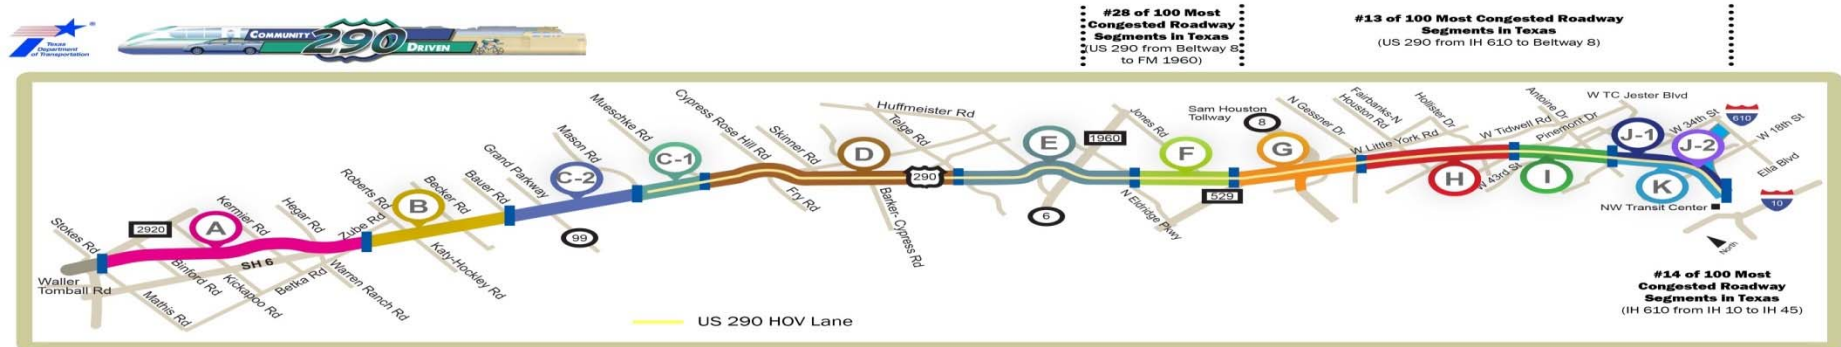 Texas
Department
of Transportation
COMMUNITY
290
DRIVEN
#28 of 100 Most
Congested Roadway
Segments in Texas
(US 290 from Beltway 8
to FM 1960)
#13 of 100 Most Congested Roadway
Segments in Texas
(US 290 from IH 610 to Beltway 8)
Stokes Rd
2920
A
Kermier Rd
Hegar Rd
Zube Rd
Roberts Rd
B
Becker Rd
Bauer Rd
Grand Parkway
Mason Rd
C-2
Mueschke Rd
C-1
Cypress Rose Hill Rd
Skinner Rd
D
Huffmeister Rd
Telge Rd
290
E
1960
Jones Rd
F
Sam Houston
Tollway
8
G
N Gessner Dr
Fairbanks-N
Houston Rd
Hollister Dr
W Little York Rd
H
W Tidwell Rd
Antoine Dr
Pinemont Dr
W 43rd St
I
W TC Jester Blvd
J-1
W 34th St
J-2
610
W 18th St
Ella Blvd
K
NW Transit Center
10
North
Waller
Tomball Rd
Mathis Rd
Binford Rd
SH 6
Kickapoo Rd
Betka Rd
Warren Ranch Rd
Katy-Hockley Rd
99
Fry Rd
Barker-Cypress Rd
6
N Eldridge Pkwy
529
US 290 HOV Lane
#14 of 100 Most
Congested Roadway
Segments in Texas
(IH 610 from IH 10 to IH 45)